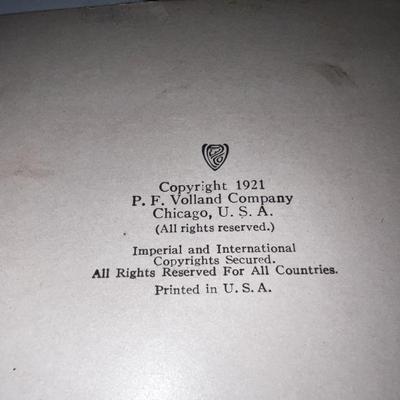 Copyright 1921
P. F. Volland Company
Chicago, U. S. A.
(All rights reserved.)
Imperial and International
Copyrights Secured.
All Rights Reserved For All Countries.
Printed in U. S. A.